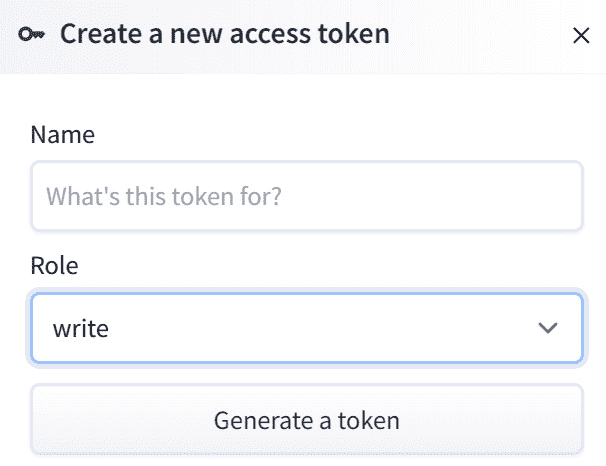 Create a new access token
Name
What's this token for?
Role
write
Generate a token